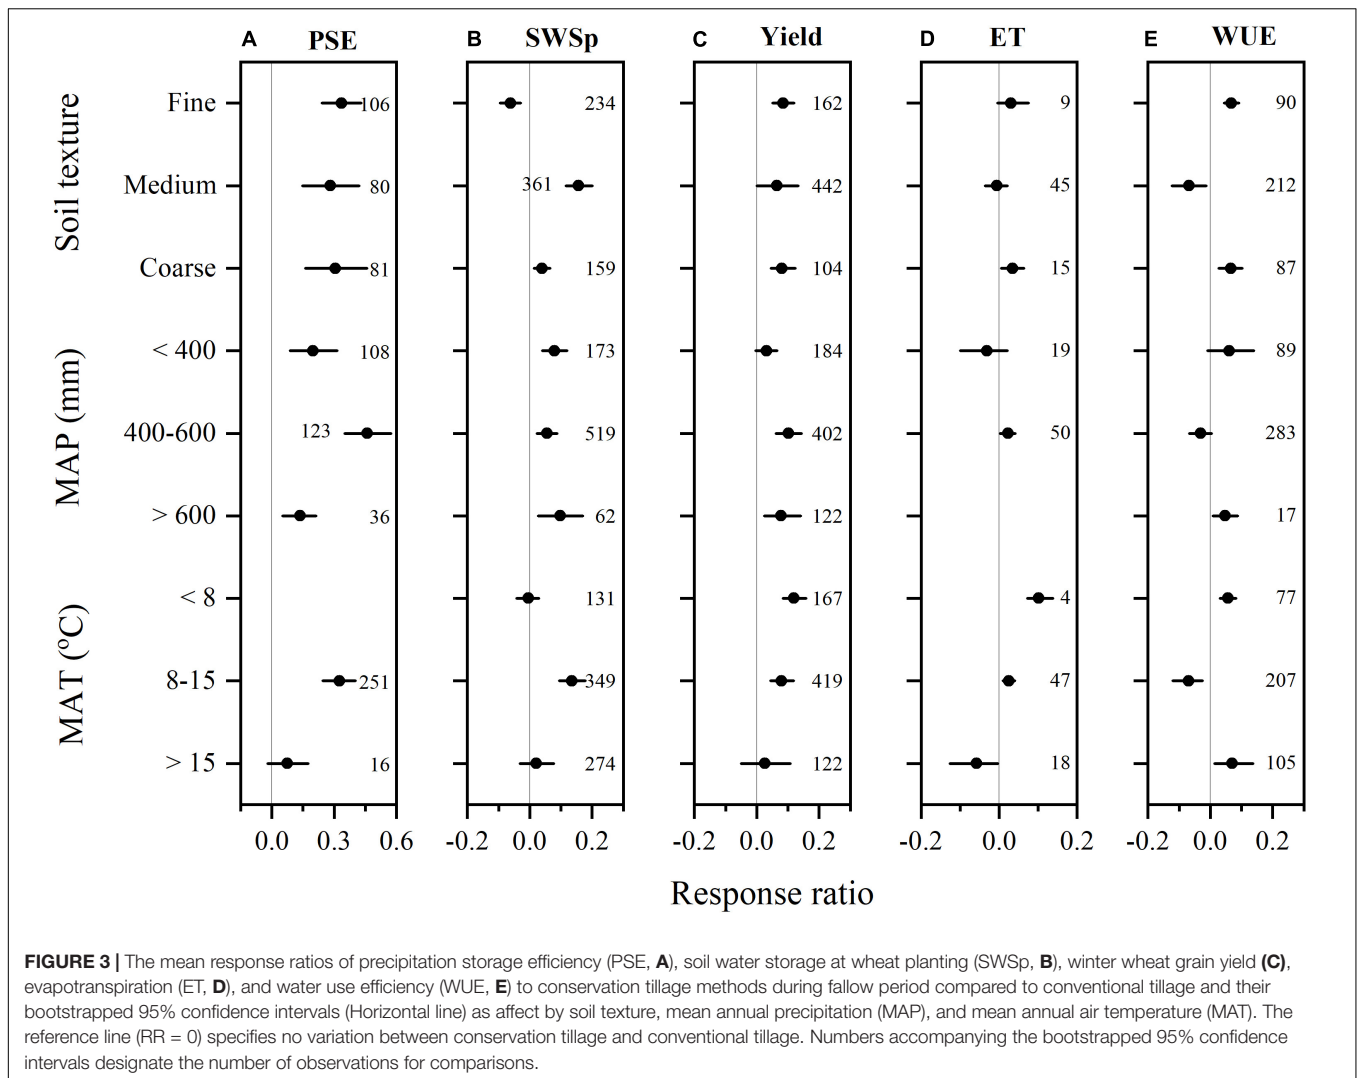 A PSE B SWSp C Yield D ET E WUE
Soil texture
Fine 106 234 162 9 90
Medium 80 361 442 45 212
Coarse 81 159 104 15 87
MAP (mm)
< 400 108 173 184 19 89
400-600 123 519 402 50 283
> 600 36 62 122 17
MAT (ºC)
< 8 131 167 4 77
8-15 251 349 419 47 207
> 15 16 274 122 18 105
0.0 0.3 0.6 -0.2 0.0 0.2 -0.2 0.0 0.2 -0.2 0.0 0.2 -0.2 0.0 0.2
Response ratio
FIGURE 3 | The mean response ratios of precipitation storage efficiency (PSE, A), soil water storage at wheat planting (SWSp, B), winter wheat grain yield (C),
evapotranspiration (ET, D), and water use efficiency (WUE, E) to conservation tillage methods during fallow period compared to conventional tillage and their
bootstrapped 95% confidence intervals (Horizontal line) as affect by soil texture, mean annual precipitation (MAP), and mean annual air temperature (MAT). The
reference line (RR = 0) specifies no variation between conservation tillage and conventional tillage. Numbers accompanying the bootstrapped 95% confidence
intervals designate the number of observations for comparisons.